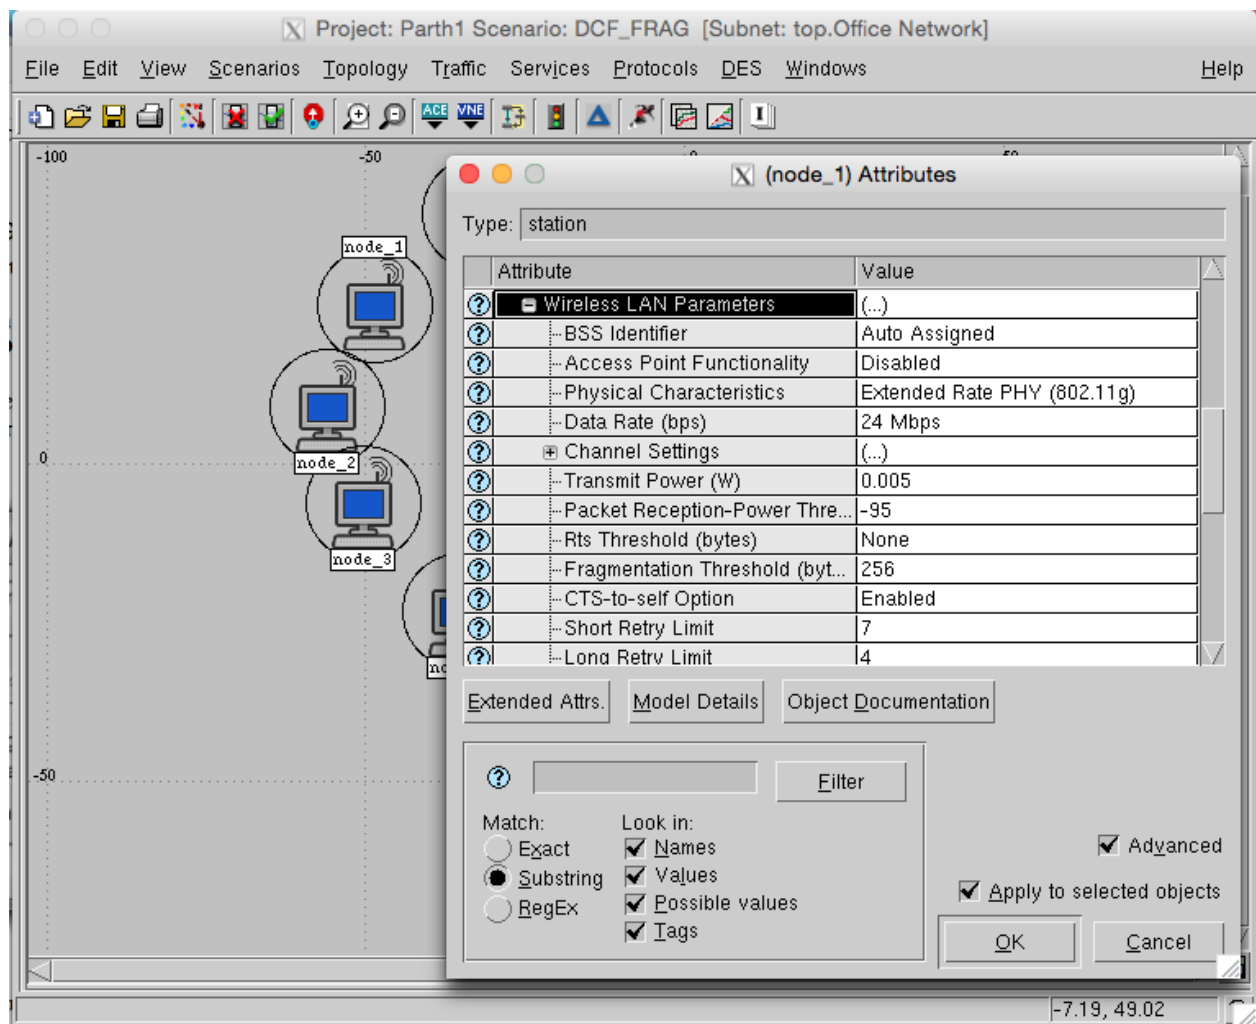 Project: Parth1 Scenario: DCF_FRAG [Subnet: top.Office Network]
File Edit View Scenarios Topology Traffic Services Protocols DES Windows Help
ACE VNE
-100 -50
(node_1) Attributes
Type: station
node_1
Attribute Value
Wireless LAN Parameters (...)
BSS Identifier Auto Assigned
Access Point Functionality Disabled
Physical Characteristics Extended Rate PHY (802.11g)
Data Rate (bps) 24 Mbps
0
node_2
Channel Settings (...)
Transmit Power (W) 0.005
Packet Reception-Power Thre... -95
Rts Threshold (bytes) None
node_3
Fragmentation Threshold (byt... 256
CTS-to-self Option Enabled
Short Retry Limit 7
Long Retry Limit 4
Extended Attrs. Model Details Object Documentation
-50
Filter
Match: Look in:
Exact Names
Substring Values
RegEx Possible values
Tags
Advanced
Apply to selected objects
OK Cancel
-7.19, 49.02